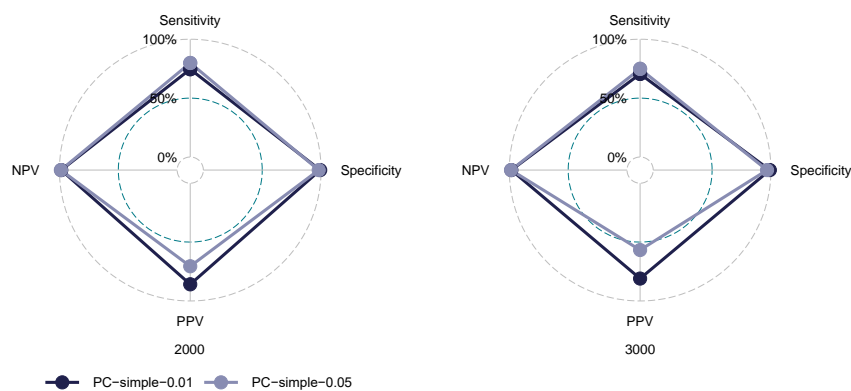 Sensitivity
100%
50%
0%
NPV
Specificity
PPV
2000
Sensitivity
100%
50%
0%
NPV
Specificity
PPV
3000
PC−simple−0.01 PC−simple−0.05